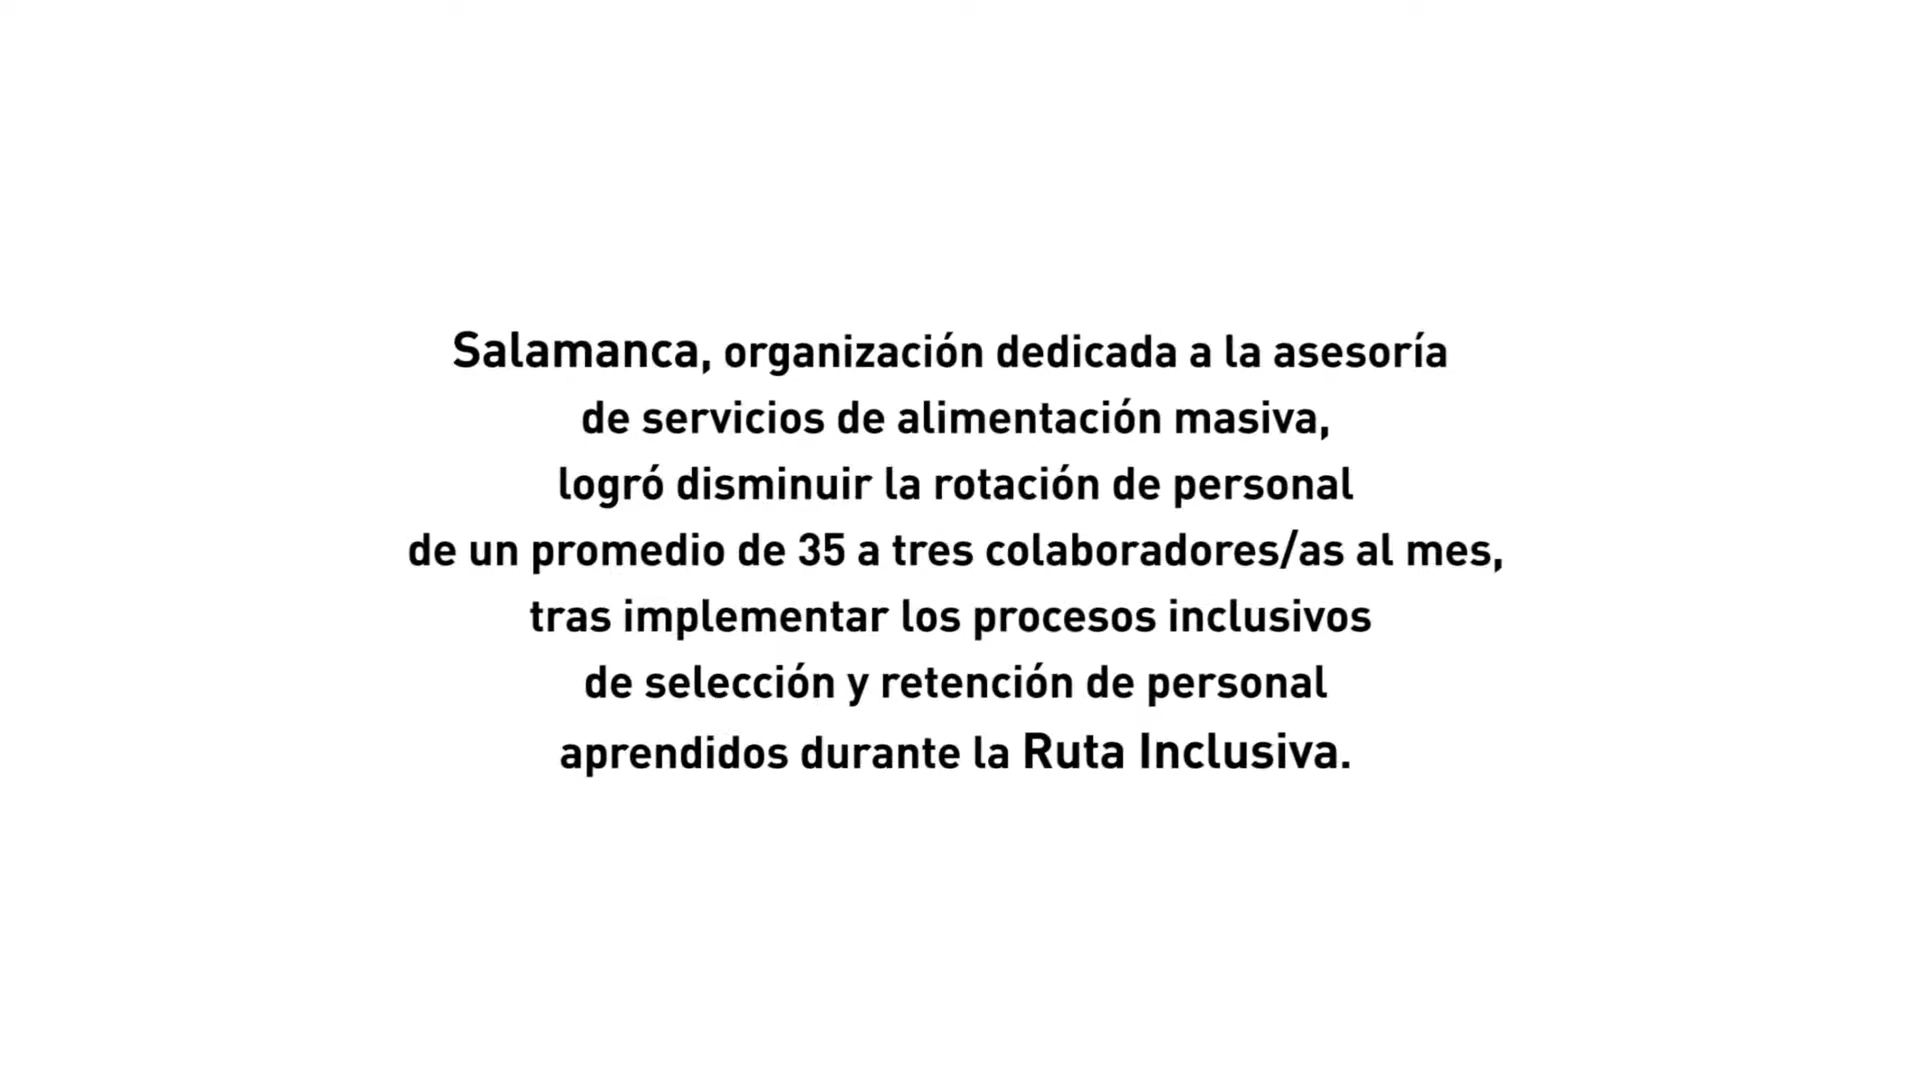 Salamanca, organización dedicada a la asesoría
de servicios de alimentación masiva,
logró disminuir la rotación de personal
de un promedio de 35 a tres colaboradores/as al mes,
tras implementar los procesos inclusivos
de selección y retención de personal
aprendidos durante la Ruta Inclusiva.